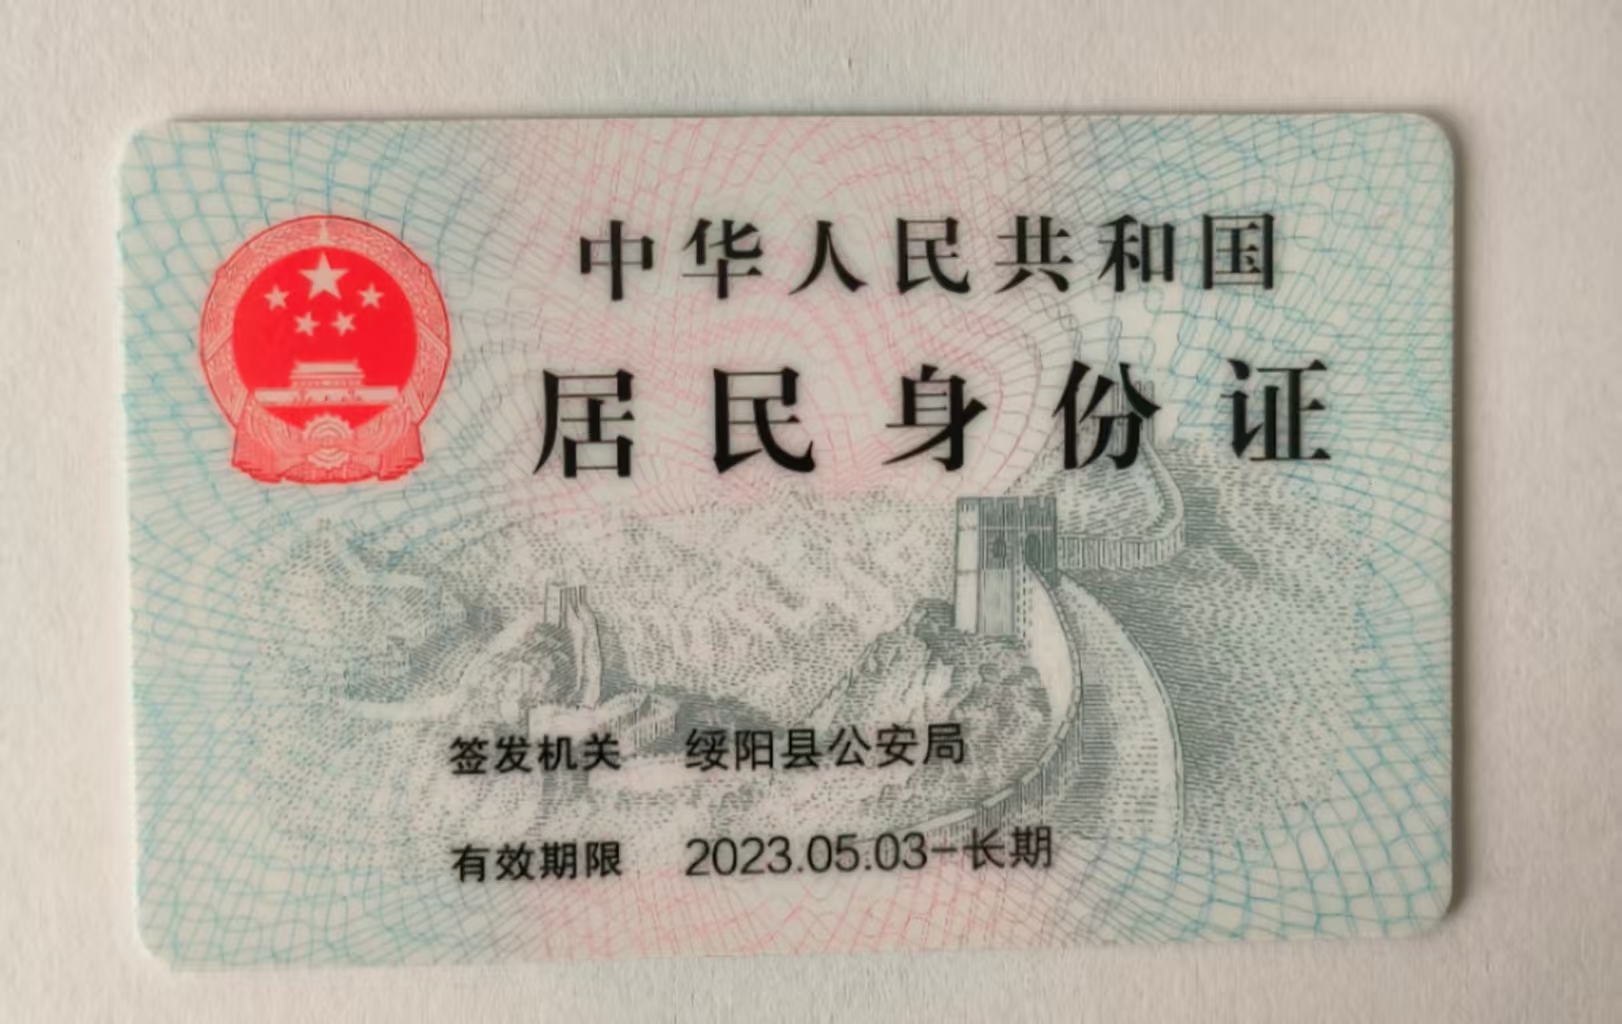 中华人民共和国
居民身份证
签发机关 绥阳县公安局
有效期限 2023.05.03-长期